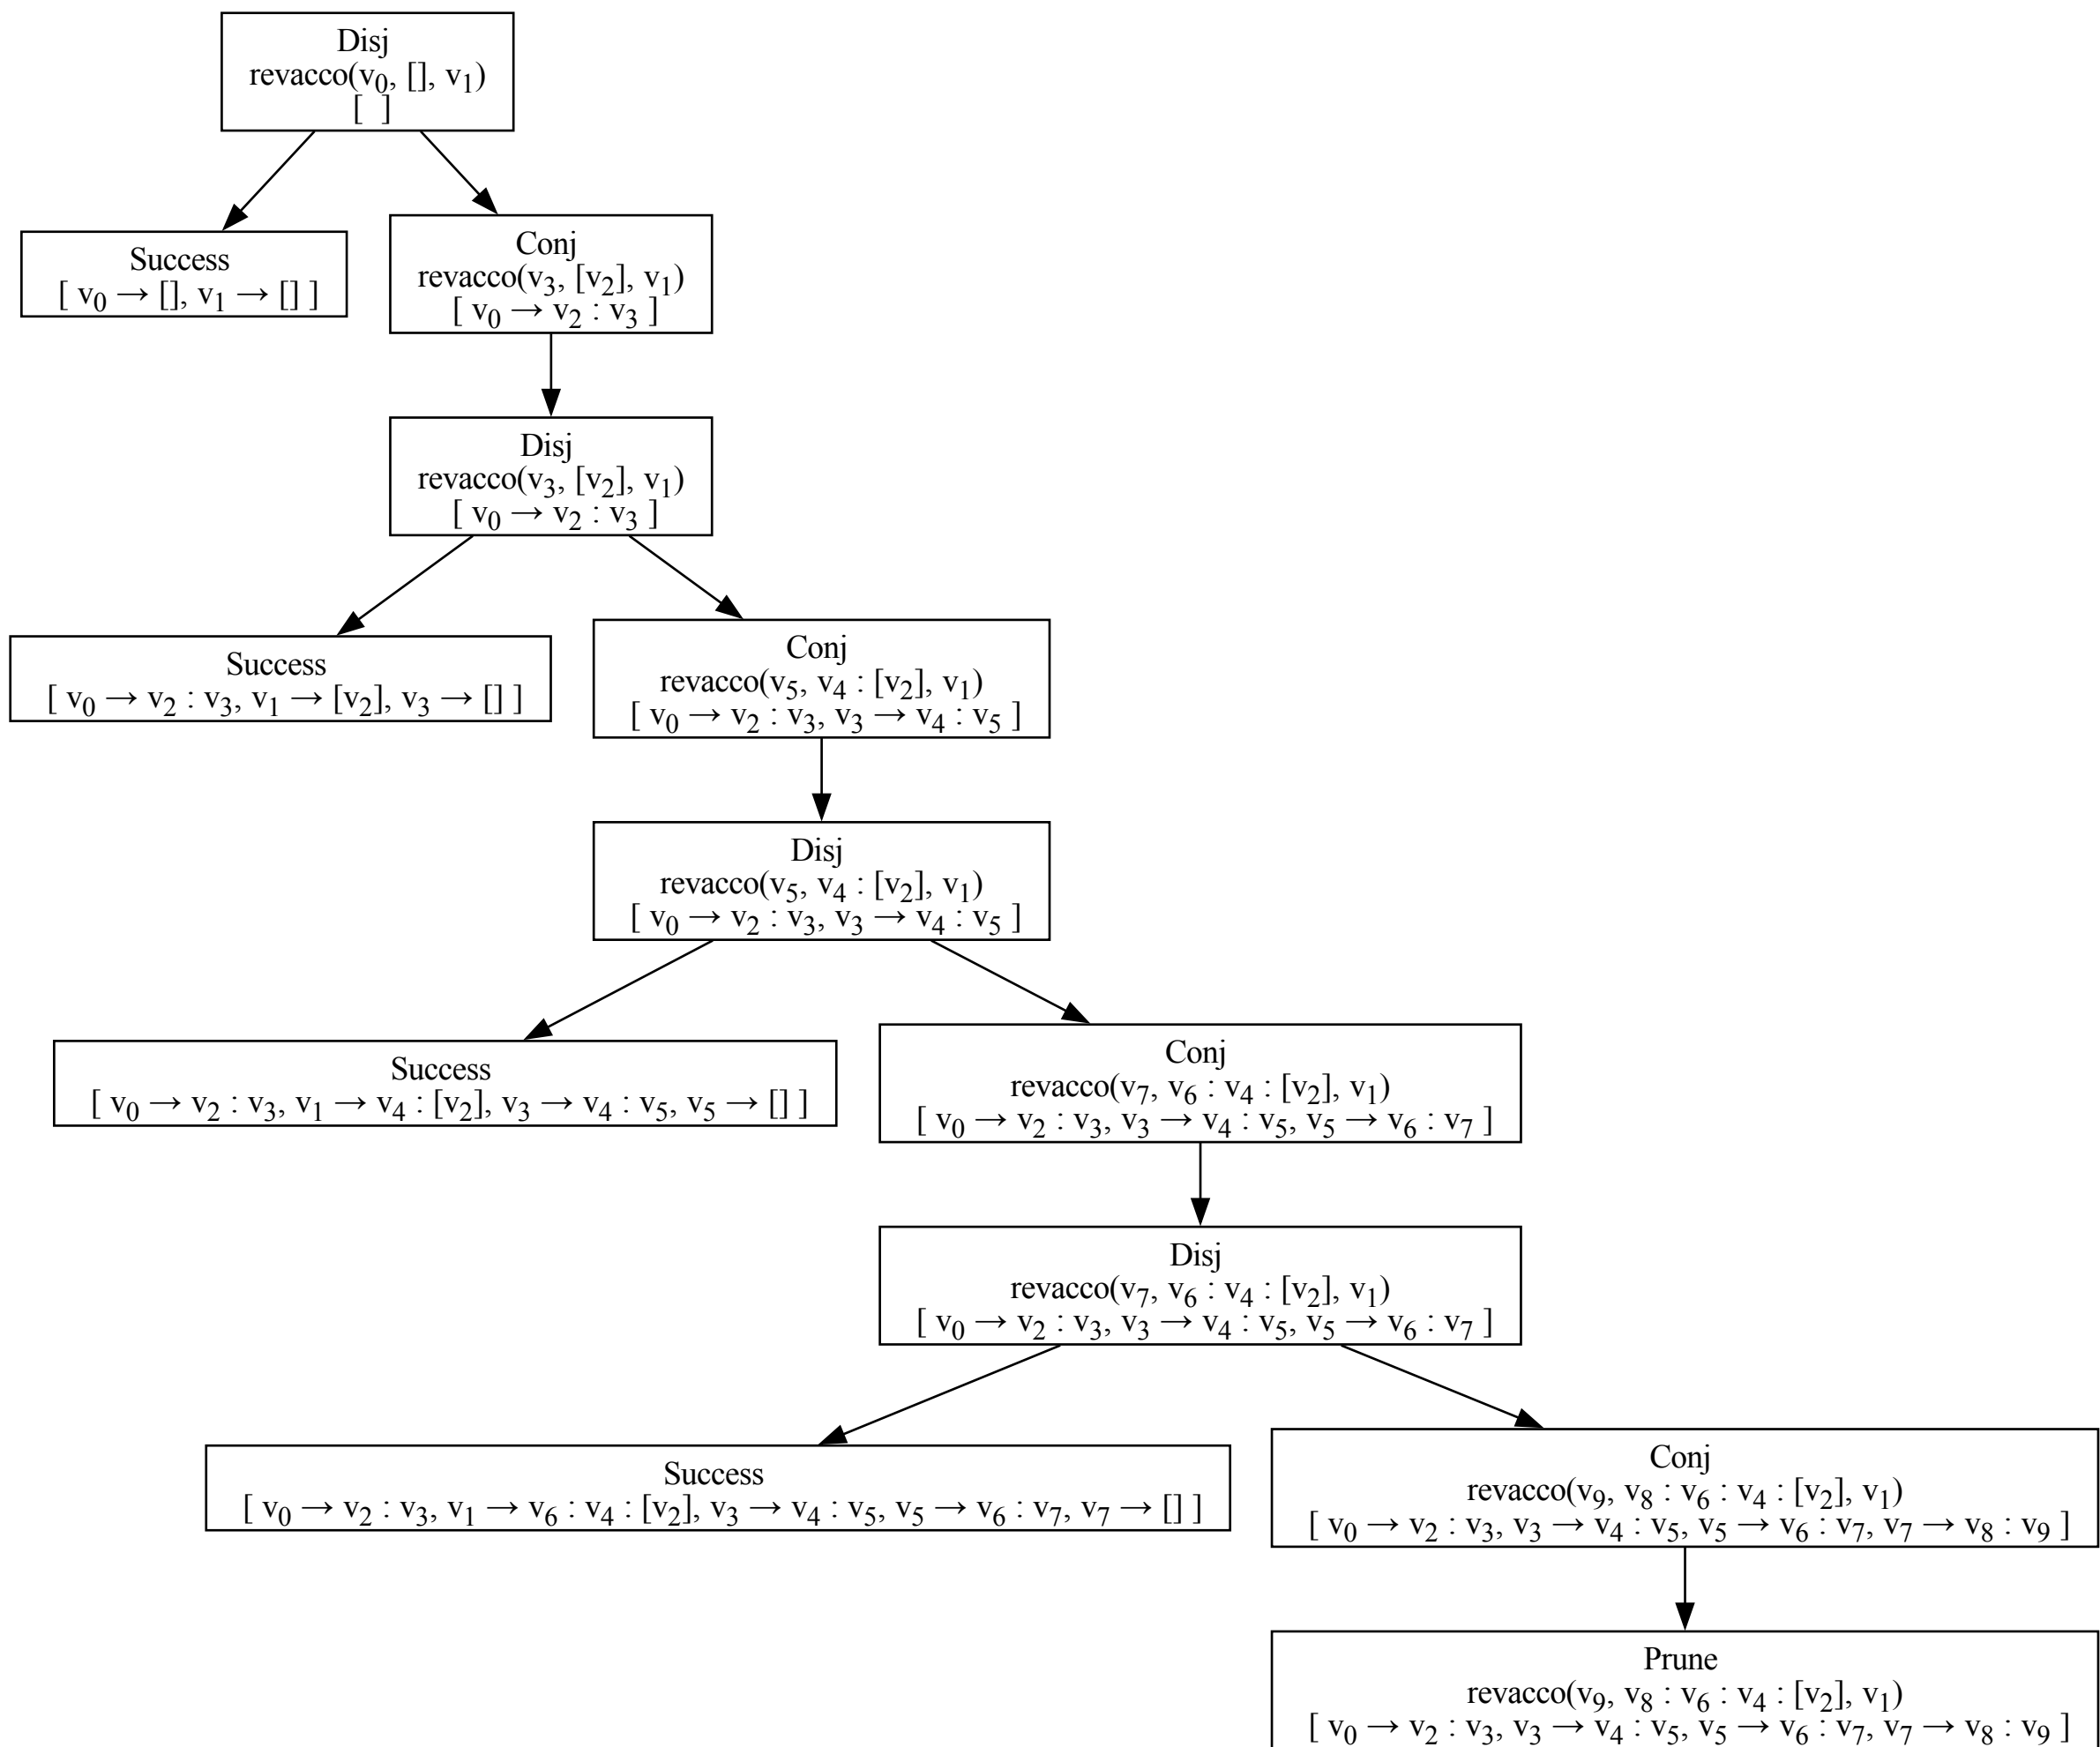 Disj
revacco(v₀, [], v₁)
[ ]
Success
[ v₀ → [], v₁ → [] ]
Conj
revacco(v₃, [v₂], v₁)
[ v₀ → v₂ : v₃ ]
Disj
revacco(v₃, [v₂], v₁)
[ v₀ → v₂ : v₃ ]
Success
[ v₀ → v₂ : v₃, v₁ → [v₂], v₃ → [] ]
Conj
revacco(v₅, v₄ : [v₂], v₁)
[ v₀ → v₂ : v₃, v₃ → v₄ : v₅ ]
Disj
revacco(v₅, v₄ : [v₂], v₁)
[ v₀ → v₂ : v₃, v₃ → v₄ : v₅ ]
Success
[ v₀ → v₂ : v₃, v₁ → v₄ : [v₂], v₃ → v₄ : v₅, v₅ → [] ]
Conj
revacco(v₇, v₆ : v₄ : [v₂], v₁)
[ v₀ → v₂ : v₃, v₃ → v₄ : v₅, v₅ → v₆ : v₇ ]
Disj
revacco(v₇, v₆ : v₄ : [v₂], v₁)
[ v₀ → v₂ : v₃, v₃ → v₄ : v₅, v₅ → v₆ : v₇ ]
Success
[ v₀ → v₂ : v₃, v₁ → v₆ : v₄ : [v₂], v₃ → v₄ : v₅, v₅ → v₆ : v₇, v₇ → [] ]
Conj
revacco(v₉, v₈ : v₆ : v₄ : [v₂], v₁)
[ v₀ → v₂ : v₃, v₃ → v₄ : v₅, v₅ → v₆ : v₇, v₇ → v₈ : v₉ ]
Prune
revacco(v₉, v₈ : v₆ : v₄ : [v₂], v₁)
[ v₀ → v₂ : v₃, v₃ → v₄ : v₅, v₅ → v₆ : v₇, v₇ → v₈ : v₉ ]